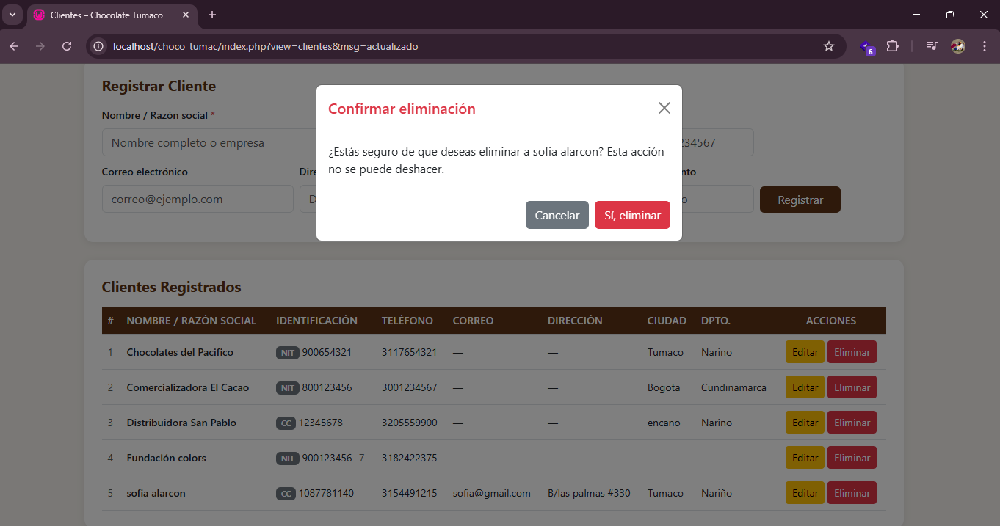 Clientes – Chocolate Tumaco
localhost/choco_tumac/index.php?view=clientes&msg=actualizado
6
Registrar Cliente
Nombre / Razón social *
Nombre completo o empresa
234567
Correo electrónico
correo@ejemplo.com
Registrar
Confirmar eliminación
¿Estás seguro de que deseas eliminar a sofia alarcon? Esta acción
no se puede deshacer.
Cancelar Sí, eliminar
Clientes Registrados
# NOMBRE / RAZÓN SOCIAL IDENTIFICACIÓN TELÉFONO CORREO DIRECCIÓN CIUDAD DPTO. ACCIONES
1 Chocolates del Pacifico NIT 900654321 3117654321 — — Tumaco Narino Editar Eliminar
2 Comercializadora El Cacao NIT 800123456 3001234567 — — Bogota Cundinamarca Editar Eliminar
3 Distribuidora San Pablo CC 12345678 3205559900 — — encano Narino Editar Eliminar
4 Fundación colors NIT 900123456 -7 3182422375 — — — — Editar Eliminar
5 sofia alarcon CC 1087781140 3154491215 sofia@gmail.com B/las palmas #330 Tumaco Nariño Editar Eliminar